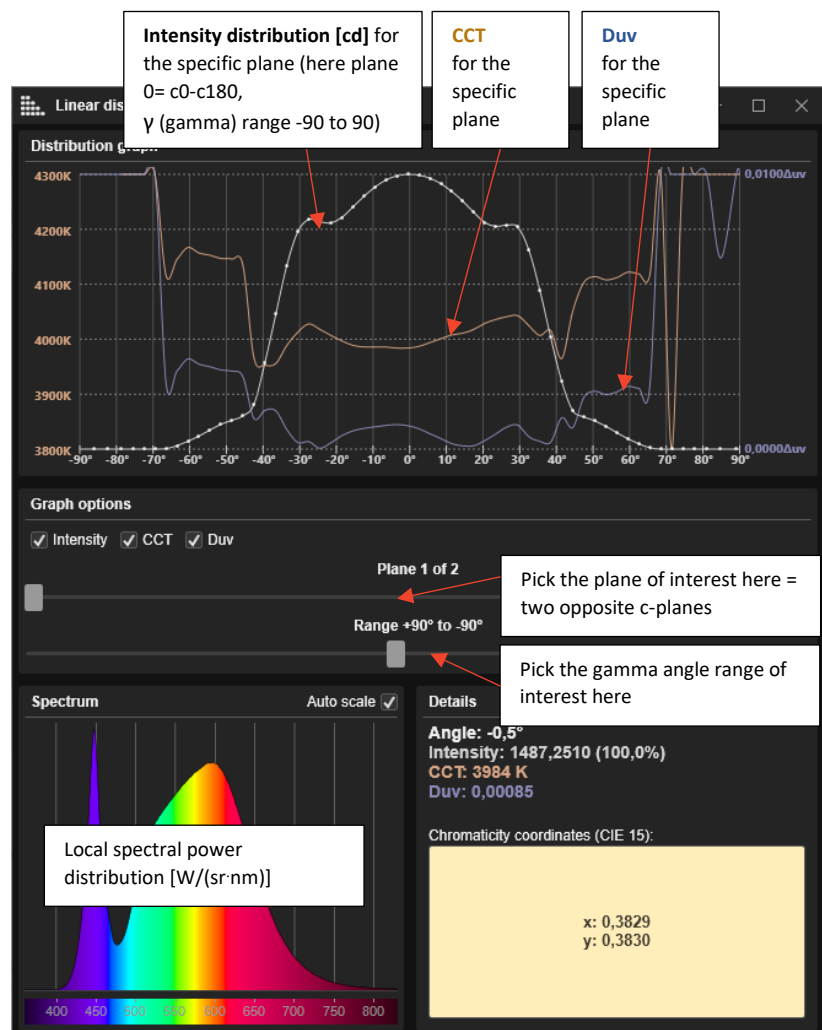 Intensity distribution [cd] for
the specific plane (here plane
0= c0-c180,
γ (gamma) range -90 to 90)
CCT
for the
specific
plane
Duv
for the
specific
plane
Linear dis
Distribution g
4300K
4200K
4100K
4000K
3900K
3800K
0,0100Δuv
0,0000Δuv
-90° -80° -70° -60° -50° -40° -30° -20° -10° 0° 10° 20° 30° 40° 50° 60° 70° 80° 90°
Graph options
Intensity CCT Duv
Plane 1 of 2
Pick the plane of interest here =
two opposite c-planes
Range +90° to -90°
Pick the gamma angle range of
interest here
Spectrum
Auto scale
Local spectral power
distribution [W/(sr·nm)]
400 450 500 550 600 650 700 750 800
Details
Angle: -0,5°
Intensity: 1487,2510 (100,0%)
CCT: 3984 K
Duv: 0,00085
Chromaticity coordinates (CIE 15):
x: 0,3829
y: 0,3830